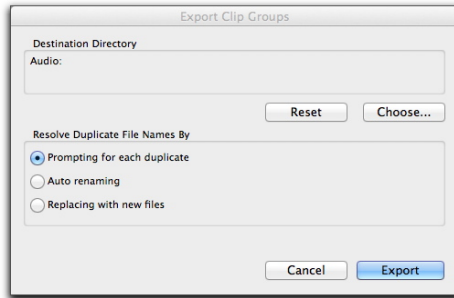 Export Clip Groups
Destination Directory
Audio:
Reset
Choose...
Resolve Duplicate File Names By
Prompting for each duplicate
Auto renaming
Replacing with new files
Cancel
Export